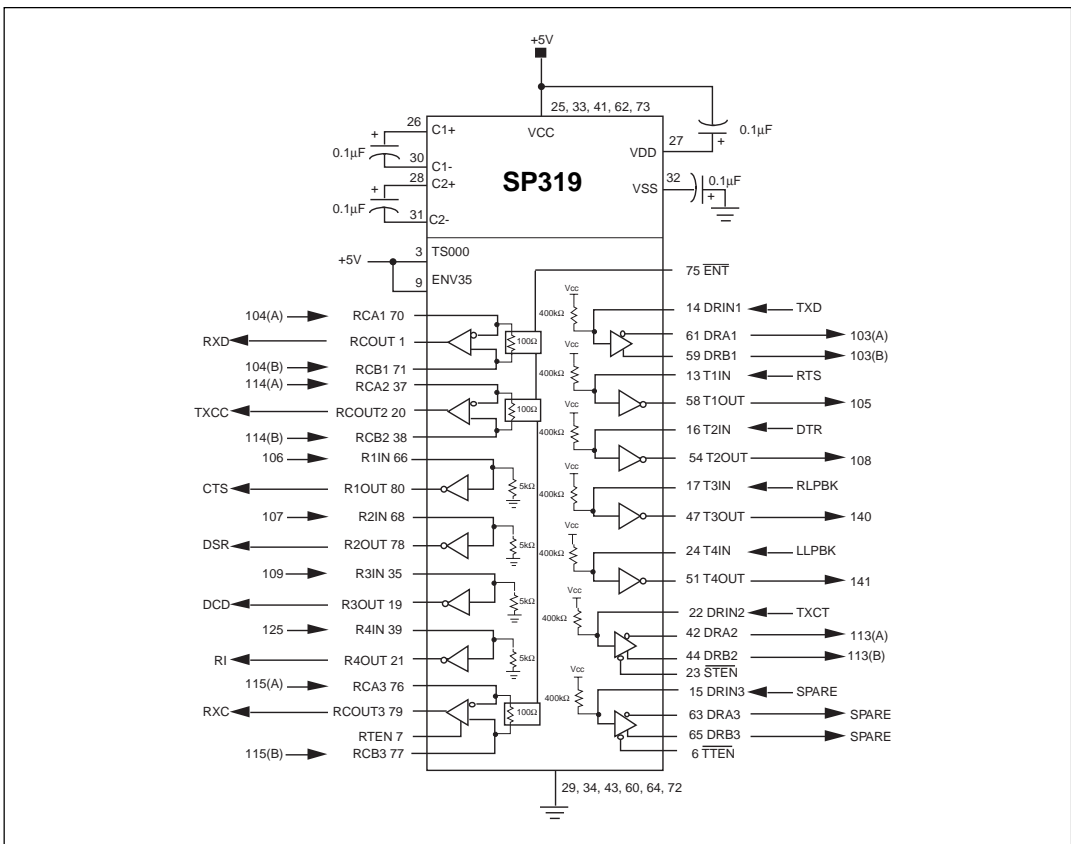 +5V
25, 33, 41, 62, 73
26 C1+
VCC
27
0.1µF
+
+
0.1µF
30 C1-
VDD
28 C2+
SP319
32 0.1µF
+
VSS
+
0.1µF
31 C2-
3 TS000
+5V
9 ENV35
75 ENT
104(A) RCA1 70
RXD RCOUT 1
100Ω
104(B) RCB1 71
114(A) RCA2 37
TXCC RCOUT2 20
100Ω
114(B) RCB2 38
106 R1IN 66
CTS R1OUT 80
5kΩ
107 R2IN 68
DSR R2OUT 78
5kΩ
109 R3IN 35
DCD R3OUT 19
5kΩ
125 R4IN 39
RI R4OUT 21
5kΩ
115(A) RCA3 76
RXC RCOUT3 79
100Ω
RTEN 7
115(B) RCB3 77
Vcc
400kΩ
14 DRIN1 TXD
61 DRA1 103(A)
59 DRB1 103(B)
Vcc
400kΩ
13 T1IN RTS
58 T1OUT 105
Vcc
400kΩ
16 T2IN DTR
54 T2OUT 108
Vcc
400kΩ
17 T3IN RLPBK
47 T3OUT 140
Vcc
400kΩ
24 T4IN LLPBK
51 T4OUT 141
Vcc
400kΩ
22 DRIN2 TXCT
42 DRA2 113(A)
44 DRB2 113(B)
23 STEN
Vcc
400kΩ
15 DRIN3 SPARE
63 DRA3 SPARE
65 DRB3 SPARE
6 TTEN
29, 34, 43, 60, 64, 72